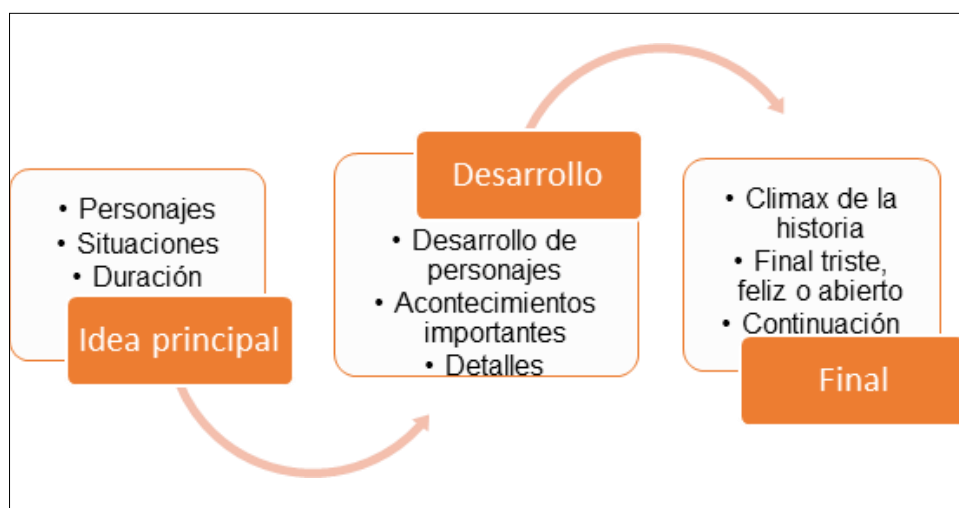 • Personajes
• Situaciones
• Duración
Idea principal
Desarrollo
• Desarrollo de
personajes
• Acontecimientos
importantes
• Detalles
• Climax de la
historia
• Final triste,
feliz o abierto
• Continuación
Final